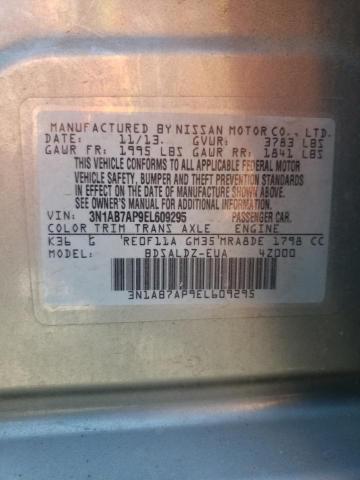 MANUFACTURED BY NISSAN MOTOR CO., LTD.
DATE: 11/13. GVWR: 3783 LBS
GAWR FR: 1995 LBS GAWR RR: 1841 LBS
THIS VEHICLE CONFORMS TO ALL APPLICABLE FEDERAL MOTOR
VEHICLE SAFETY, BUMPER AND THEFT PREVENTION STANDARDS
IN EFFECT ON THE DATE OF MANUFACTURE SHOWN ABOVE.
SEE OWNER'S MANUAL FOR ADDITIONAL INFORMATION.
VIN: 3N1AB7AP9EL609295 PASSENGER CAR.
COLOR TRIM TRANS AXLE ENGINE
K36 G RE0F11A GM35 MRA8DE 1798 CC
BDSALDZ-EUA 4Z000
3N1AB7AP9EL609295